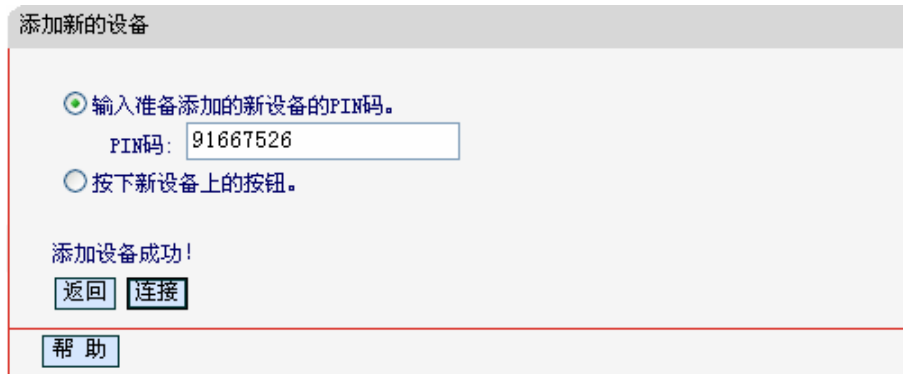 添加新的设备
输入准备添加的新设备的PIN码。
PIN码: 91667526
按下新设备上的按钮。
添加设备成功!
返回 连接
帮 助